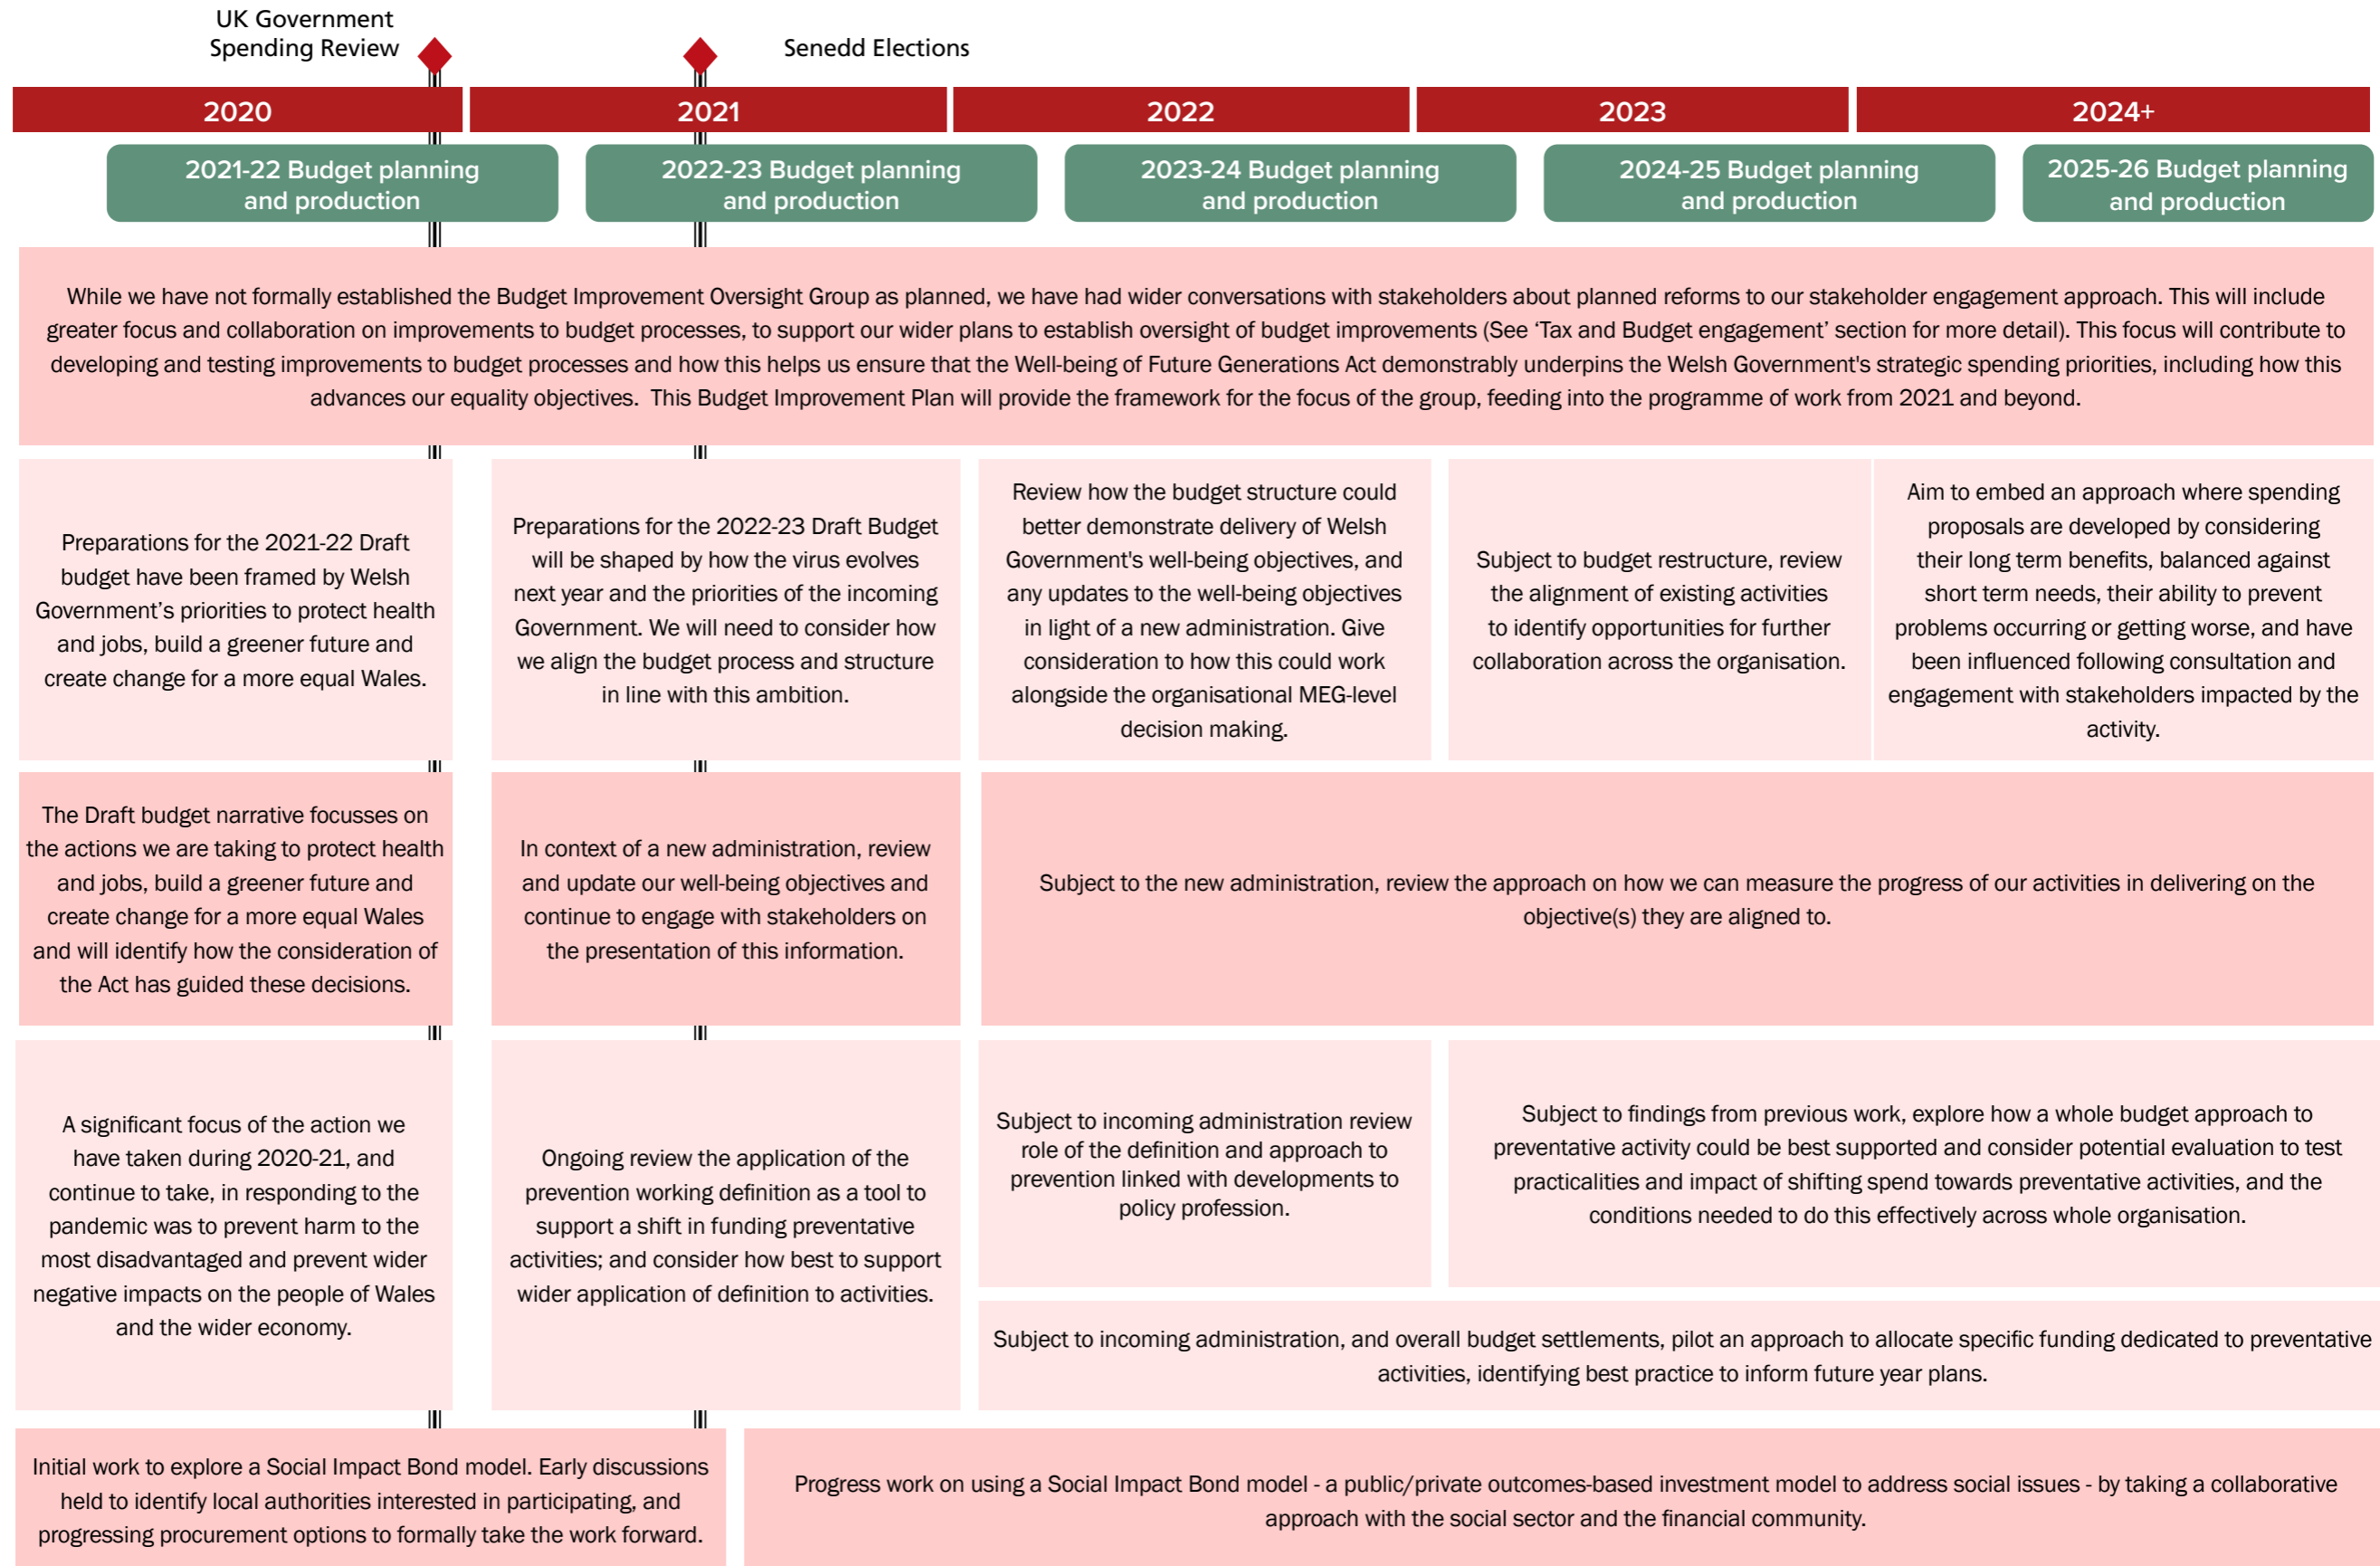 UK Government
Spending Review
Senedd Elections
2020
2021
2022
2023
2024+
2021-22 Budget planning
and production
2022-23 Budget planning
and production
2023-24 Budget planning
and production
2024-25 Budget planning
and production
2025-26 Budget planning
and production
While we have not formally established the Budget Improvement Oversight Group as planned, we have had wider conversations with stakeholders about planned reforms to our stakeholder engagement approach. This will include
greater focus and collaboration on improvements to budget processes, to support our wider plans to establish oversight of budget improvements (See ‘Tax and Budget engagement’ section for more detail). This focus will contribute to
developing and testing improvements to budget processes and how this helps us ensure that the Well-being of Future Generations Act demonstrably underpins the Welsh Government's strategic spending priorities, including how this
advances our equality objectives. This Budget Improvement Plan will provide the framework for the focus of the group, feeding into the programme of work from 2021 and beyond.
Preparations for the 2021-22 Draft
budget have been framed by Welsh
Government’s priorities to protect health
and jobs, build a greener future and
create change for a more equal Wales.
Preparations for the 2022-23 Draft Budget
will be shaped by how the virus evolves
next year and the priorities of the incoming
Government. We will need to consider how
we align the budget process and structure
in line with this ambition.
Review how the budget structure could
better demonstrate delivery of Welsh
Government's well-being objectives, and
any updates to the well-being objectives
in light of a new administration. Give
consideration to how this could work
alongside the organisational MEG-level
decision making.
Subject to budget restructure, review
the alignment of existing activities
to identify opportunities for further
collaboration across the organisation.
Aim to embed an approach where spending
proposals are developed by considering
their long term benefits, balanced against
short term needs, their ability to prevent
problems occurring or getting worse, and have
been influenced following consultation and
engagement with stakeholders impacted by the
activity.
The Draft budget narrative focusses on
the actions we are taking to protect health
and jobs, build a greener future and
create change for a more equal Wales
and will identify how the consideration of
the Act has guided these decisions.
In context of a new administration, review
and update our well-being objectives and
continue to engage with stakeholders on
the presentation of this information.
Subject to the new administration, review the approach on how we can measure the progress of our activities in delivering on the
objective(s) they are aligned to.
A significant focus of the action we
have taken during 2020-21, and
continue to take, in responding to the
pandemic was to prevent harm to the
most disadvantaged and prevent wider
negative impacts on the people of Wales
and the wider economy.
Ongoing review the application of the
prevention working definition as a tool to
support a shift in funding preventative
activities; and consider how best to support
wider application of definition to activities.
Subject to incoming administration review
role of the definition and approach to
prevention linked with developments to
policy profession.
Subject to findings from previous work, explore how a whole budget approach to
preventative activity could be best supported and consider potential evaluation to test
practicalities and impact of shifting spend towards preventative activities, and the
conditions needed to do this effectively across whole organisation.
Subject to incoming administration, and overall budget settlements, pilot an approach to allocate specific funding dedicated to preventative
activities, identifying best practice to inform future year plans.
Initial work to explore a Social Impact Bond model. Early discussions
held to identify local authorities interested in participating, and
progressing procurement options to formally take the work forward.
Progress work on using a Social Impact Bond model - a public/private outcomes-based investment model to address social issues - by taking a collaborative
approach with the social sector and the financial community.